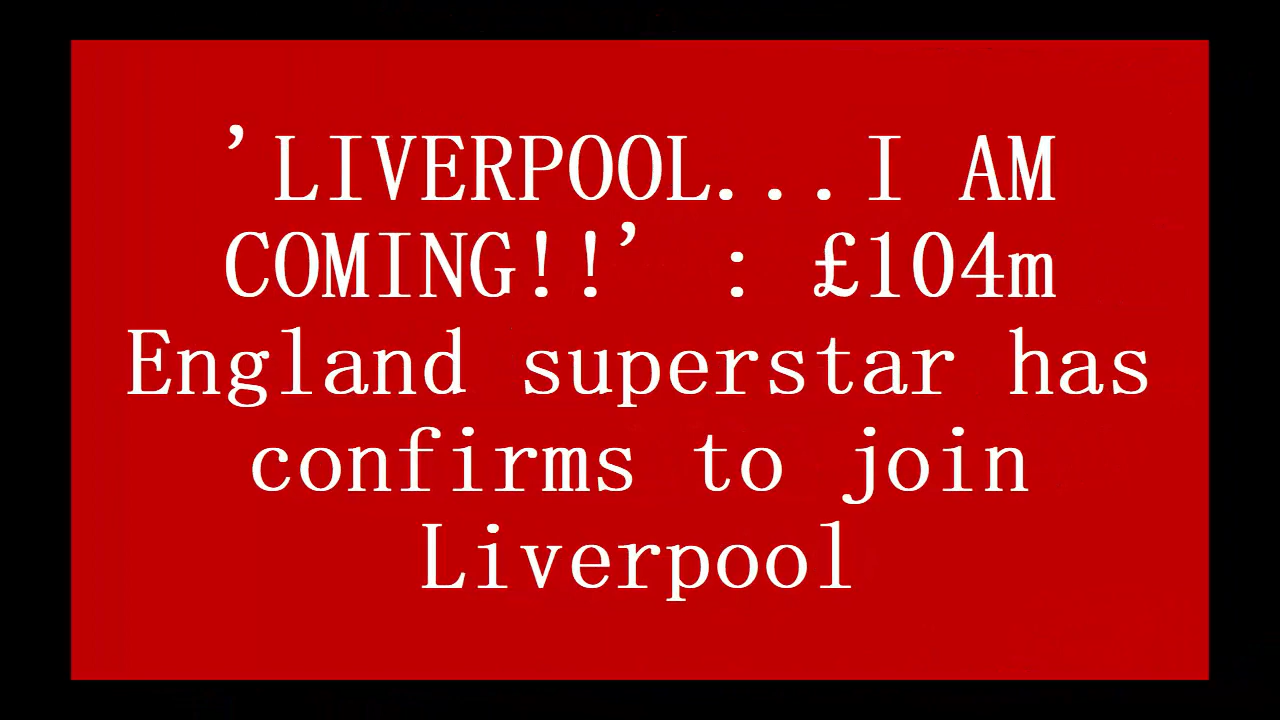 ’LIVERPOOL...I AM
COMING!!’ : £104m
England superstar has
confirms to join
Liverpool